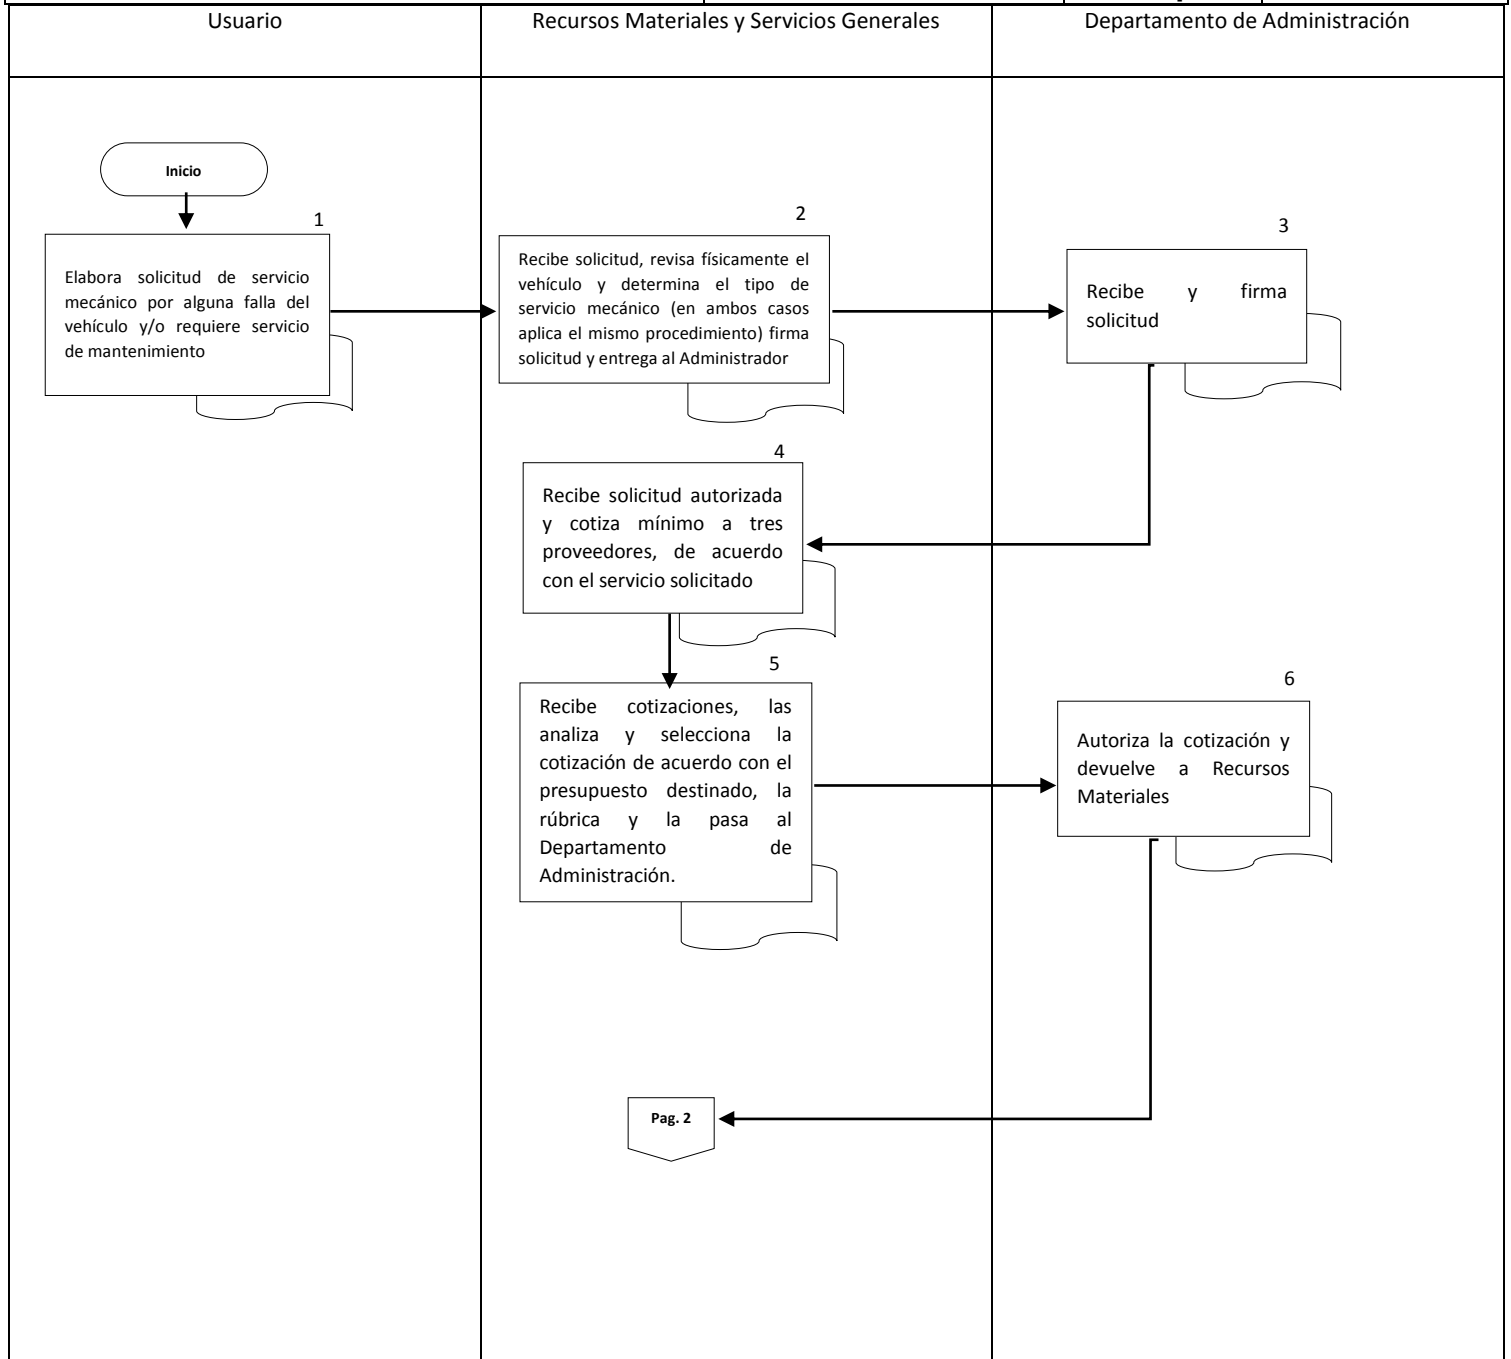 Usuario
Recursos Materiales y Servicios Generales
Departamento de Administración
Inicio
1
Elabora solicitud de servicio
mecánico por alguna falla del
vehículo y/o requiere servicio
de mantenimiento
2
Recibe solicitud, revisa físicamente el
vehículo y determina el tipo de
servicio mecánico (en ambos casos
aplica el mismo procedimiento) firma
solicitud y entrega al Administrador
3
Recibe y firma
solicitud
4
Recibe solicitud autorizada
y cotiza mínimo a tres
proveedores, de acuerdo
con el servicio solicitado
5
Recibe cotizaciones, las
analiza y selecciona la
cotización de acuerdo con el
presupuesto destinado, la
rúbrica y la pasa al
Departamento de
Administración.
6
Autoriza la cotización y
devuelve a Recursos
Materiales
Pag. 2